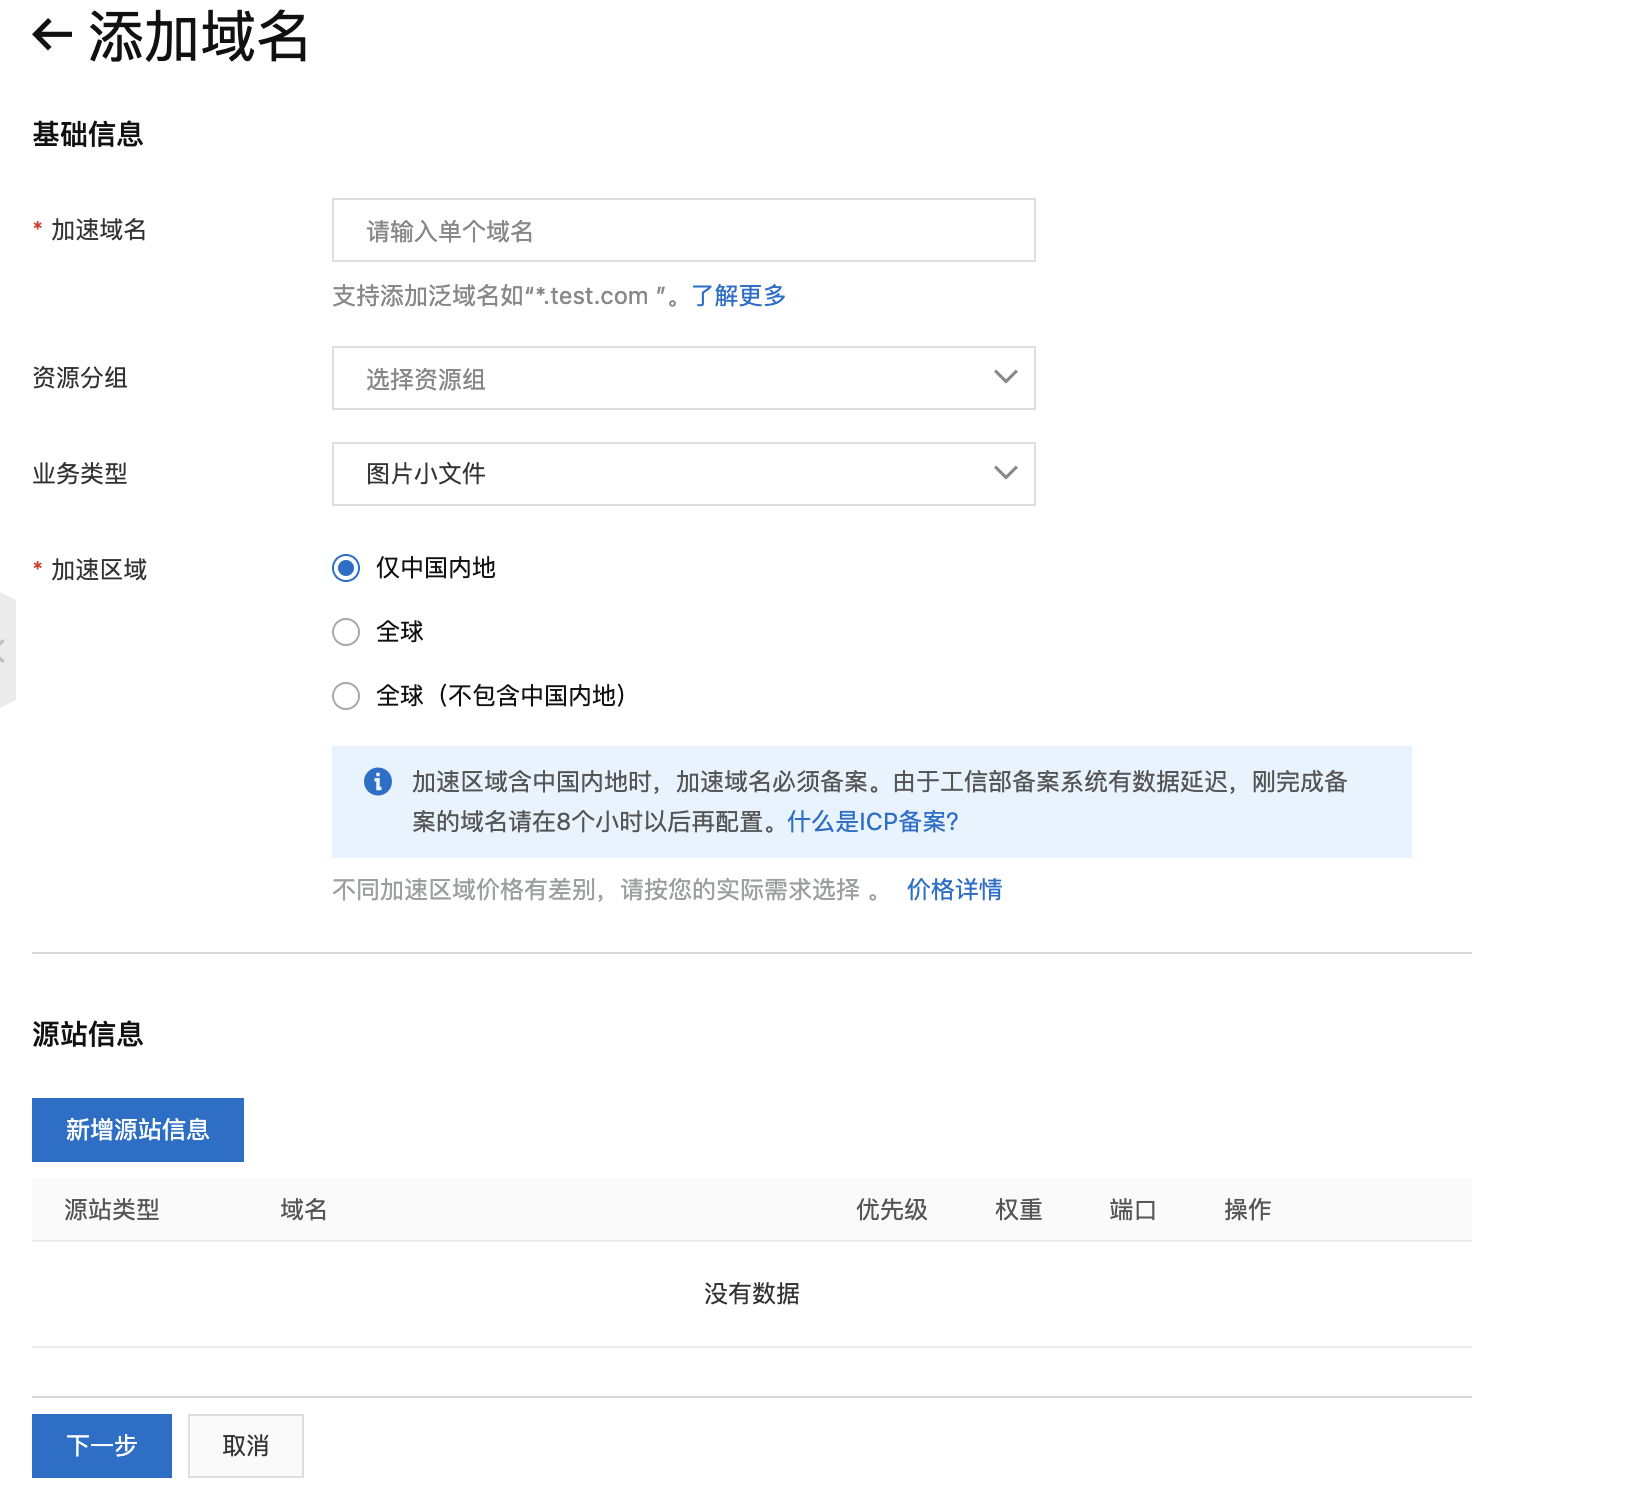 添加域名
基础信息
* 加速域名
请输入单个域名
支持添加泛域名如“*.test.com ”。了解更多
资源分组
选择资源组
业务类型
图片小文件
* 加速区域
仅中国内地
全球
全球（不包含中国内地）
加速区域含中国内地时，加速域名必须备案。由于工信部备案系统有数据延迟，刚完成备
案的域名请在8个小时以后再配置。什么是ICP备案?
不同加速区域价格有差别，请按您的实际需求选择 。 价格详情
源站信息
新增源站信息
源站类型 域名 优先级 权重 端口 操作
没有数据
下一步 取消